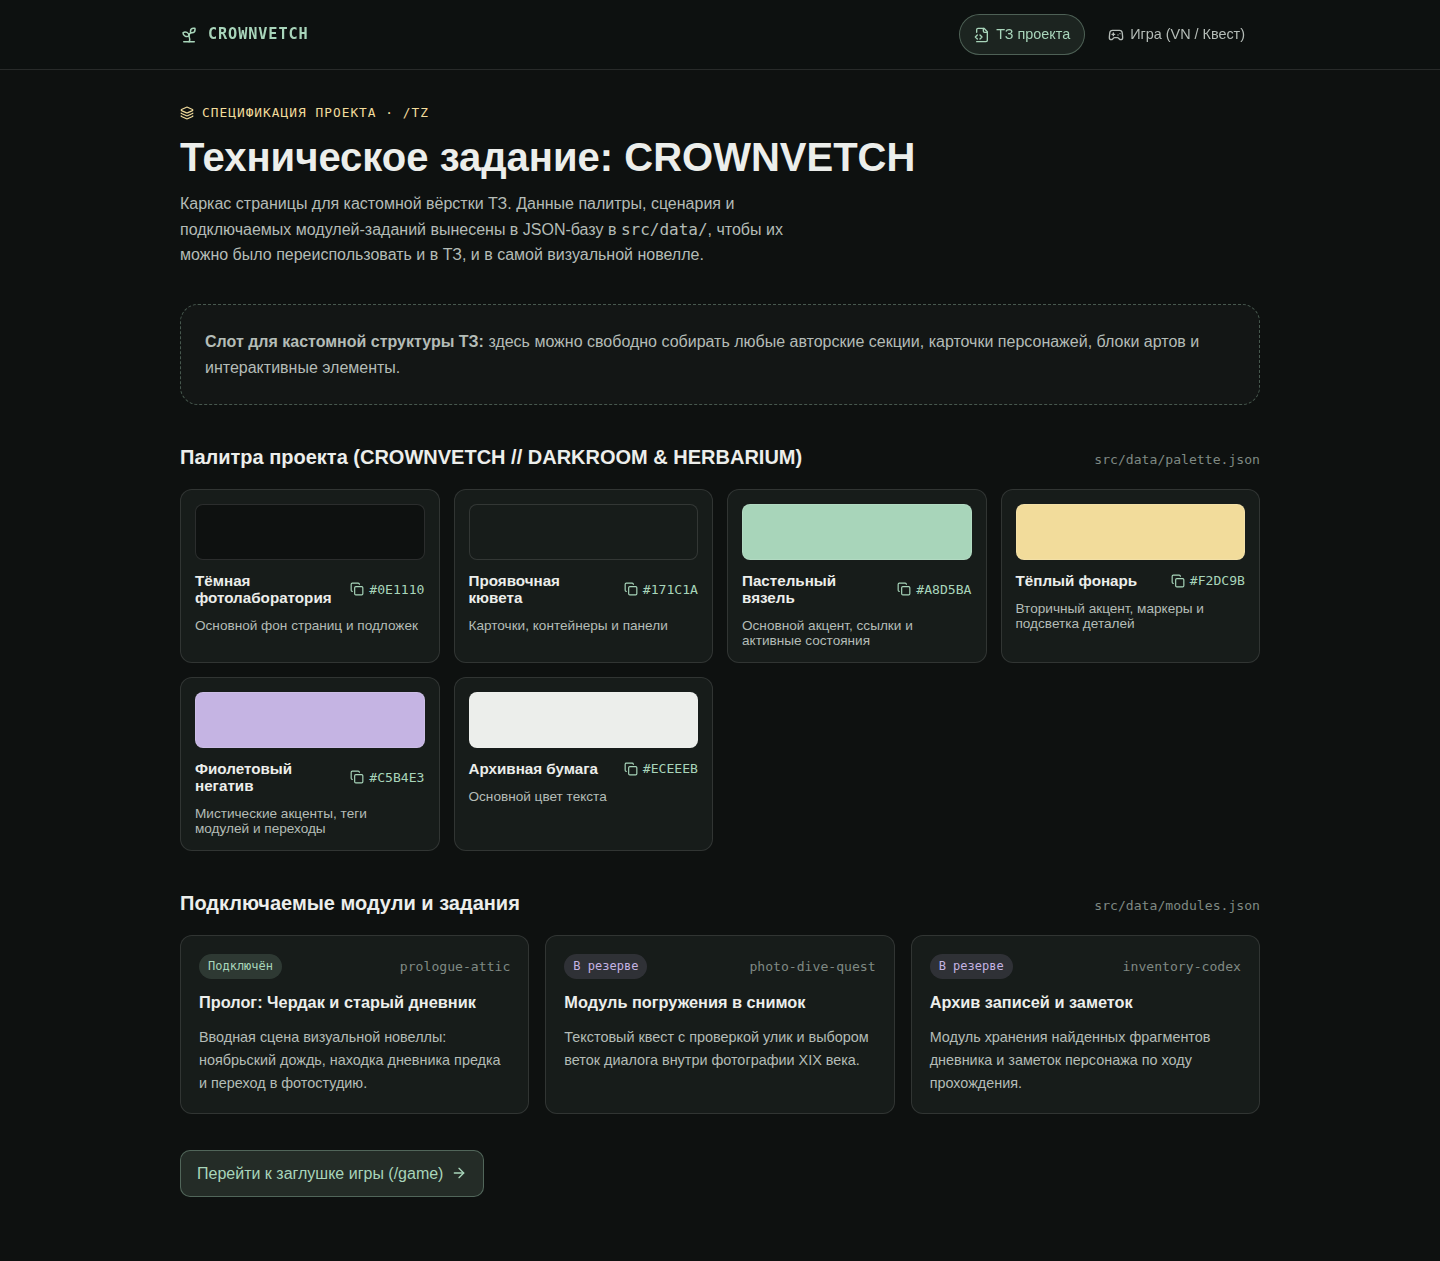 CROWNVETCH
ТЗ проекта
Игра (VN / Квест)
СПЕЦИФИКАЦИЯ ПРОЕКТА · /TZ
Техническое задание: CROWNVETCH
Каркас страницы для кастомной вёрстки ТЗ. Данные палитры, сценария и
подключаемых модулей-заданий вынесены в JSON-базу в src/data/, чтобы их
можно было переиспользовать и в ТЗ, и в самой визуальной новелле.
Слот для кастомной структуры ТЗ: здесь можно свободно собирать любые авторские секции, карточки персонажей, блоки артов и
интерактивные элементы.
Палитра проекта (CROWNVETCH // DARKROOM & HERBARIUM)
src/data/palette.json
Тёмная
фотолаборатория
#0E1110
Основной фон страниц и подложек
Проявочная
кювета
#171C1A
Карточки, контейнеры и панели
Пастельный
вязель
#A8D5BA
Основной акцент, ссылки и
активные состояния
Тёплый фонарь
#F2DC9B
Вторичный акцент, маркеры и
подсветка деталей
Фиолетовый
негатив
#C5B4E3
Мистические акценты, теги
модулей и переходы
Архивная бумага
#ECEEEB
Основной цвет текста
Подключаемые модули и задания
src/data/modules.json
Подключён
prologue-attic
Пролог: Чердак и старый дневник
Вводная сцена визуальной новеллы:
ноябрьский дождь, находка дневника предка
и переход в фотостудию.
В резерве
photo-dive-quest
Модуль погружения в снимок
Текстовый квест с проверкой улик и выбором
веток диалога внутри фотографии XIX века.
В резерве
inventory-codex
Архив записей и заметок
Модуль хранения найденных фрагментов
дневника и заметок персонажа по ходу
прохождения.
Перейти к заглушке игры (/game)